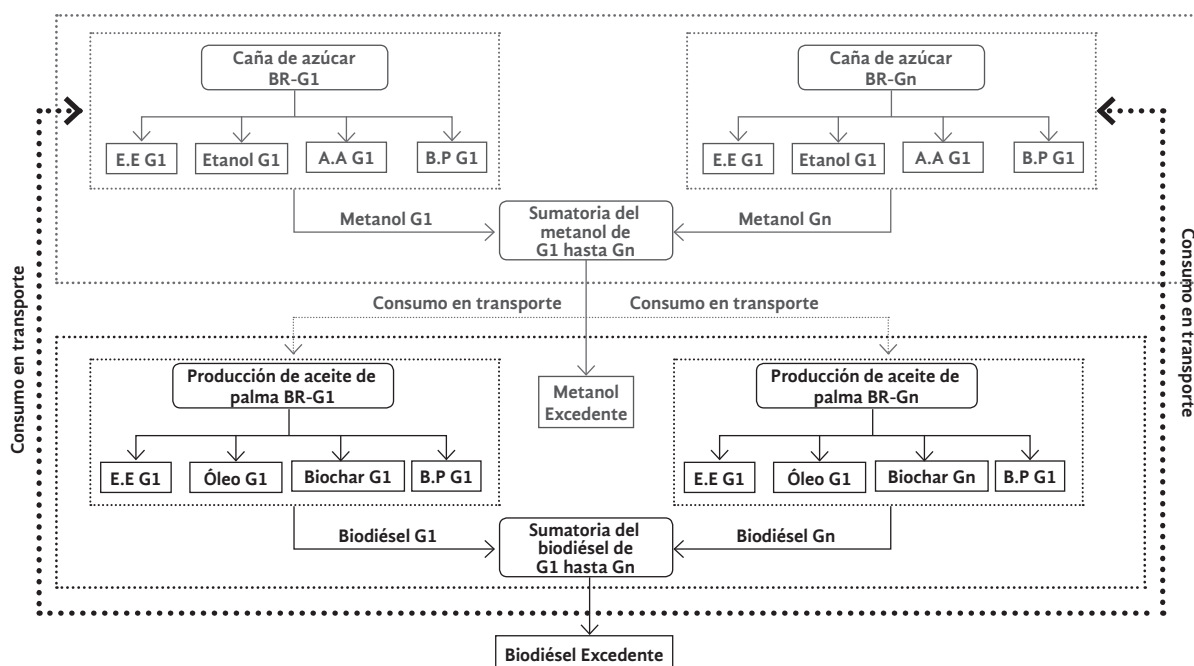 Caña de azúcar
BR-G1
Caña de azúcar
BR-Gn
E.E G1
Etanol G1
A.A G1
B.P G1
E.E G1
Etanol G1
A.A G1
B.P G1
Metanol G1
Sumatoria del
metanol de
G1 hasta Gn
Metanol Gn
Consumo en transporte
Consumo en transporte
Consumo en transporte
Consumo en transporte
Producción de aceite de
palma BR-G1
Metanol
Excedente
Producción de aceite de
palma BR-Gn
E.E G1
Óleo G1
Biochar G1
B.P G1
E.E G1
Óleo G1
Biochar Gn
B.P G1
Biodiésel G1
Sumatoria del
biodiésel de
G1 hasta Gn
Biodiésel Gn
Biodiésel Excedente